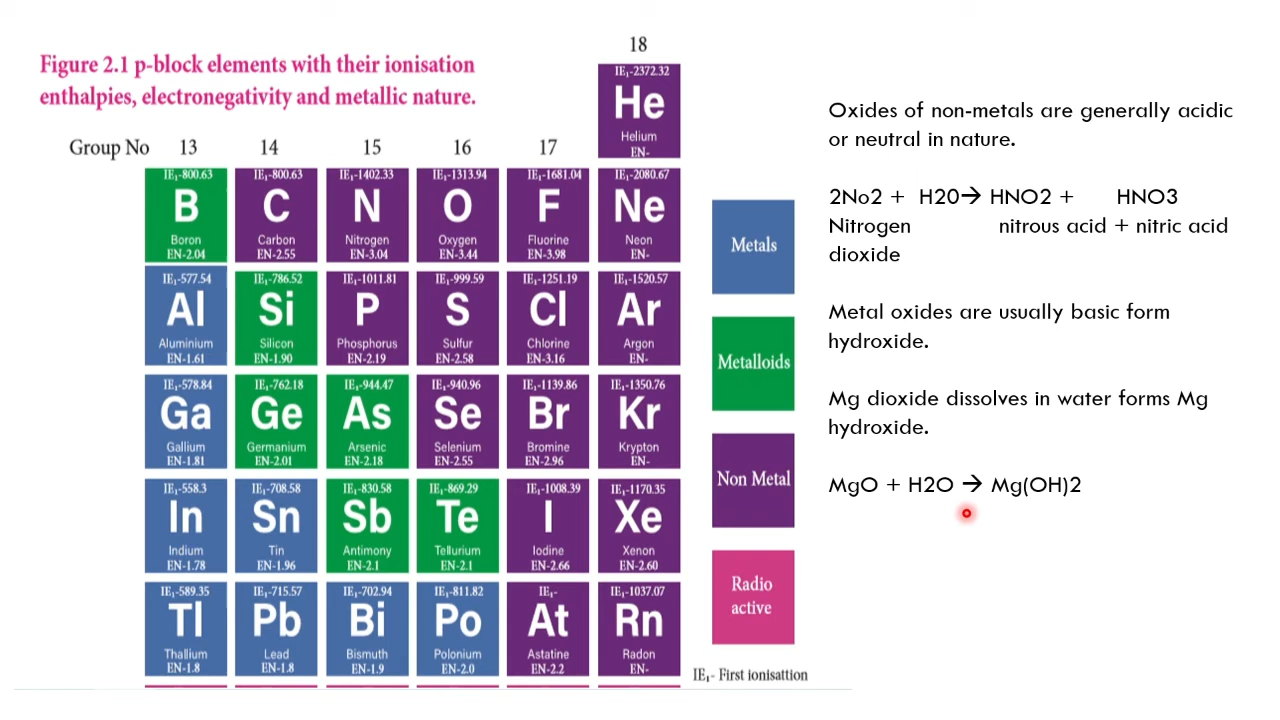 Figure 2.1 p-block elements with their ionisation
enthalpies, electronegativity and metallic nature.
Group No 13 14 15 16 17 18
IE₁-2372.32
He
Helium
EN-
IE₁-800.63 IE₁-800.63 IE₁-1402.33 IE₁-1313.94 IE₁-1681.04 IE₁-2080.67
B C N O F Ne
Boron Carbon Nitrogen Oxygen Fluorine Neon
EN-2.04 EN-2.55 EN-3.04 EN-3.44 EN-3.98 EN-
IE₁-577.54 IE₁-786.52 IE₁-1011.81 IE₁-999.59 IE₁-1251.19 IE₁-1520.57
Al Si P S Cl Ar
Aluminium Silicon Phosphorus Sulfur Chlorine Argon
EN-1.61 EN-1.90 EN-2.19 EN-2.58 EN-3.16 EN-
IE₁-578.84 IE₁-762.18 IE₁-944.47 IE₁-940.96 IE₁-1139.86 IE₁-1350.76
Ga Ge As Se Br Kr
Gallium Germanium Arsenic Selenium Bromine Krypton
EN-1.81 EN-2.01 EN-2.18 EN-2.55 EN-2.96 EN-
IE₁-558.3 IE₁-708.58 IE₁-830.58 IE₁-869.29 IE₁-1008.39 IE₁-1170.35
In Sn Sb Te I Xe
Indium Tin Antimony Tellurium Iodine Xenon
EN-1.78 EN-1.96 EN-2.1 EN-2.1 EN-2.66 EN-2.60
IE₁-589.35 IE₁-715.57 IE₁-702.94 IE₁-811.82 IE₁- IE₁-1037.07
Tl Pb Bi Po At Rn
Thallium Lead Bismuth Polonium Astatine Radon
EN-1.8 EN-1.8 EN-1.9 EN-2.0 EN-2.2 EN-
Metals
Metalloids
Non Metal
Radio
active
IE₁- First ionisattion
Oxides of non-metals are generally acidic
or neutral in nature.
2No2 + H20→ HNO2 + HNO3
Nitrogen nitrous acid + nitric acid
dioxide
Metal oxides are usually basic form
hydroxide.
Mg dioxide dissolves in water forms Mg
hydroxide.
MgO + H2O → Mg(OH)2